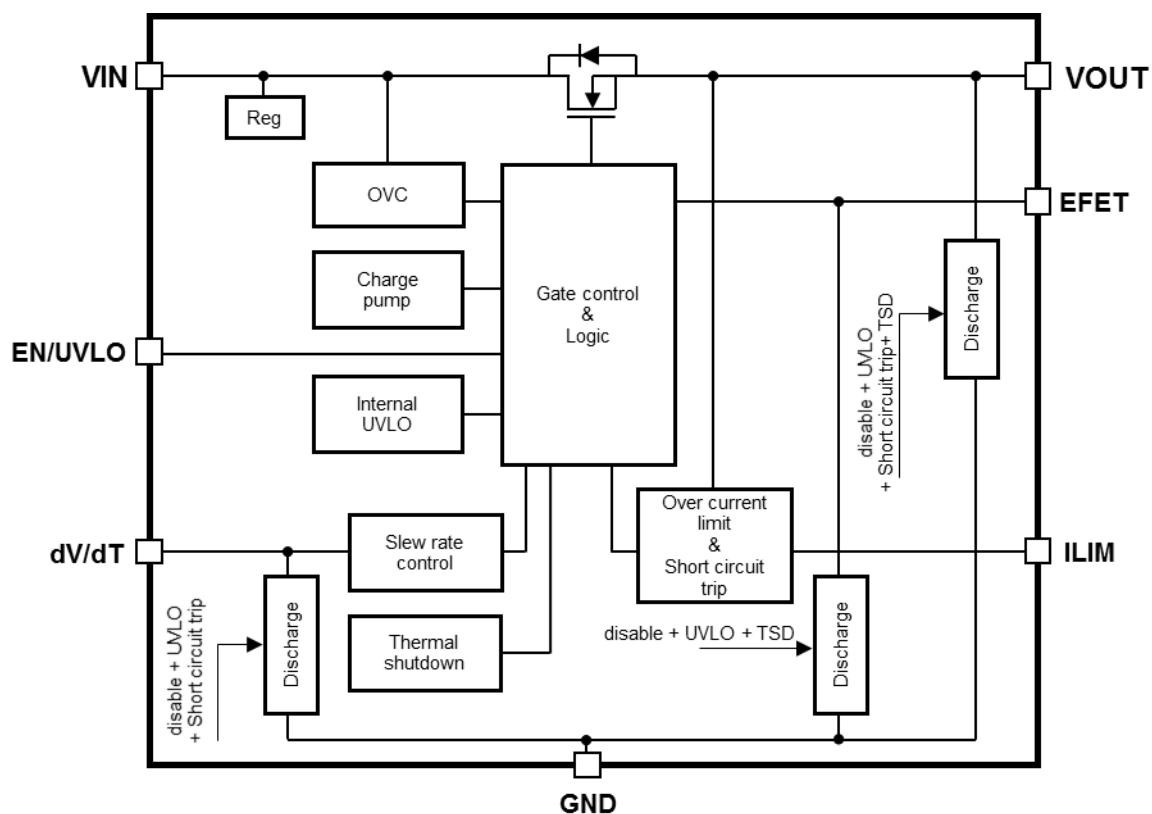 VIN
VOUT
Reg
OVC
EFET
Charge
pump
Gate control
&
Logic
Discharge
disable + UVLO
+ Short circuit trip+ TSD
EN/UVLO
Internal
UVLO
dV/dT
Slew rate
control
Over current
limit
&
Short circuit
trip
ILIM
Discharge
disable + UVLO
+ Short circuit trip
Thermal
shutdown
disable + UVLO + TSD
Discharge
GND